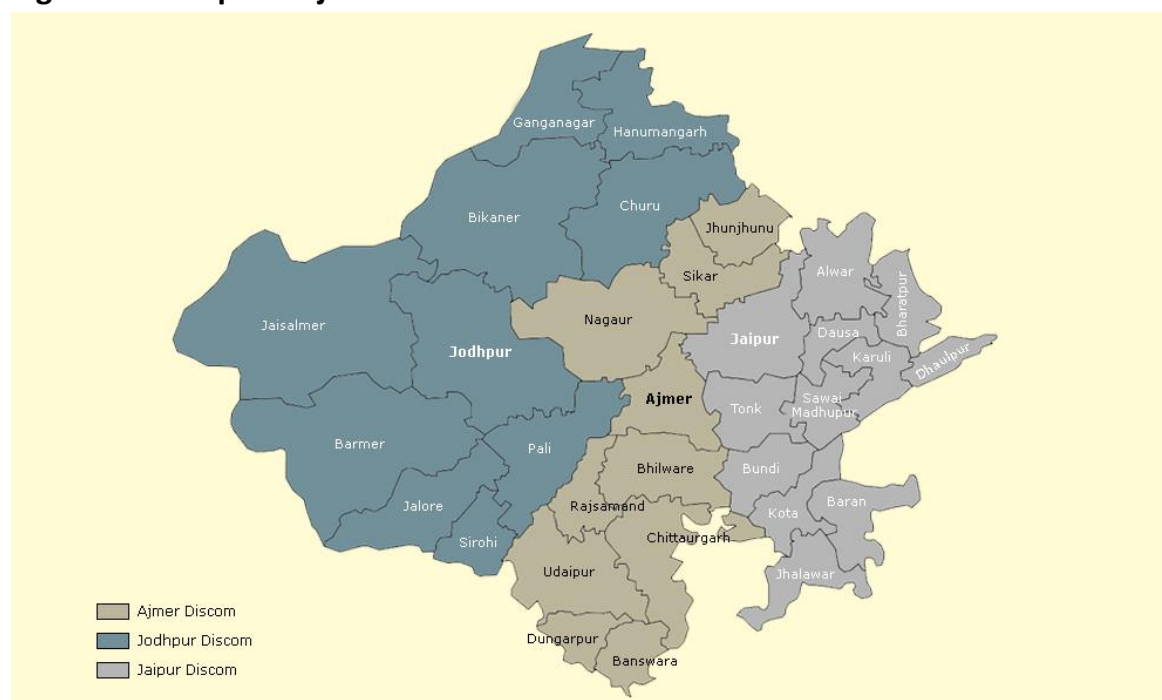 Ganganagar
Hanumangarh
Bikaner
Churu
Jhunjhunu
Sikar
Alwar
Bharatpur
Jaisalmer
Nagaur
Jodhpur
Jaipur
Dausa
Karuli
Dhaulpur
Ajmer
Tonk
Sawai
Madhupur
Barmer
Pali
Bhilware
Bundi
Jalore
Rajsamand
Kota
Baran
Sirohi
Chittaurgarh
Udaipur
Jhalawar
Dungarpur
Banswara
Ajmer Discom
Jodhpur Discom
Jaipur Discom